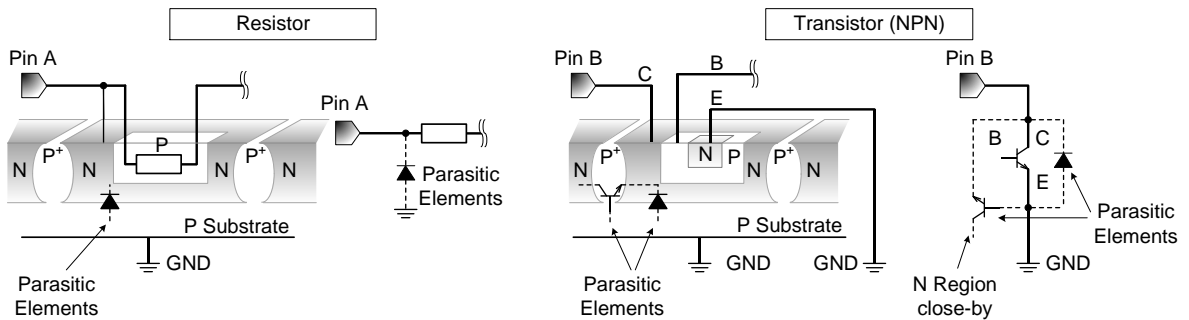 Resistor
Transistor (NPN)
Pin A
Pin B
C
B
E
Pin B
Pin A
N
P+
N
P
N
P+
N
Parasitic
Elements
P Substrate
GND
Parasitic
Elements
N
P+
N
N
P
N
P+
N
P Substrate
GND
GND
Parasitic
Elements
B
C
E
Parasitic
Elements
GND
N Region
close-by